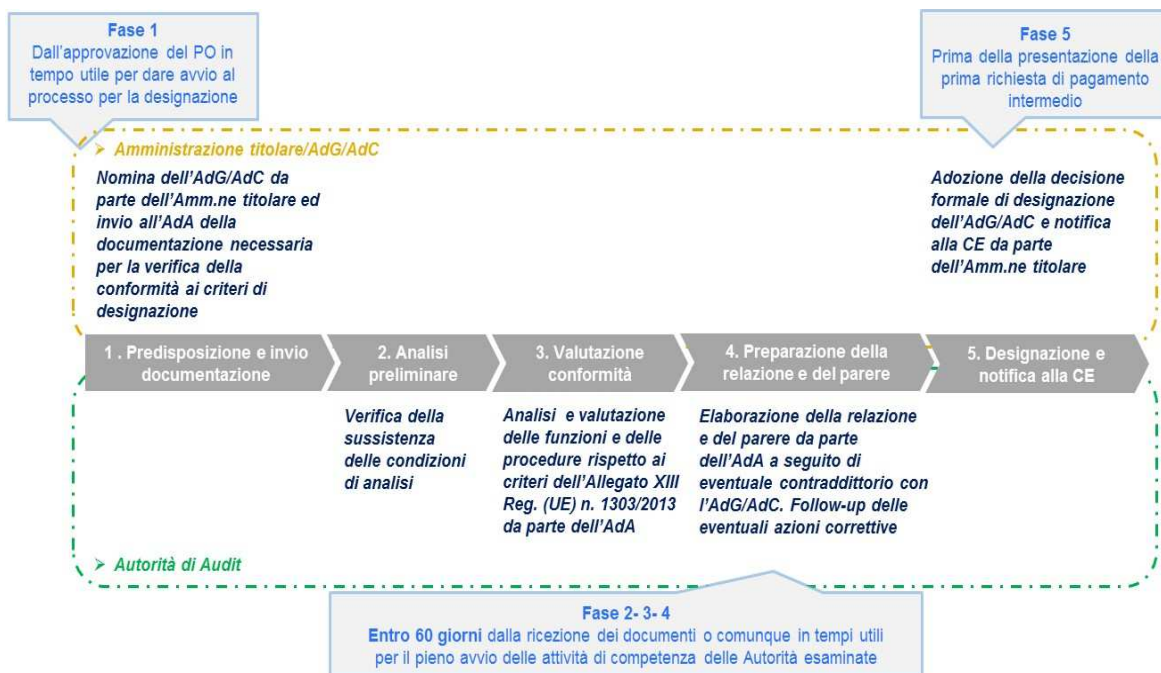 Fase 1
Dall'approvazione del PO in
tempo utile per dare avvio al
processo per la designazione
Fase 5
Prima della presentazione della
prima richiesta di pagamento
intermedio
➢ Amministrazione titolare/AdG/AdC
Nomina dell'AdG/AdC da
parte dell'Amm.ne titolare ed
invio all'AdA della
documentazione necessaria
per la verifica della
conformità ai criteri di
designazione
Adozione della decisione
formale di designazione
dell'AdG/AdC e notifica
alla CE da parte
dell'Amm.ne titolare
1 . Predisposizione e invio
documentazione
2. Analisi
preliminare
3. Valutazione
conformità
4. Preparazione della
relazione e del parere
5. Designazione e
notifica alla CE
Verifica della
sussistenza
delle condizioni
di analisi
Analisi e valutazione
delle funzioni e delle
procedure rispetto ai
criteri dell'Allegato XIII
Reg. (UE) n. 1303/2013
da parte dell'AdA
Elaborazione della relazione
e del parere da parte
dell'AdA a seguito di
eventuale contraddittorio con
l'AdG/AdC. Follow-up delle
eventuali azioni correttive
➢ Autorità di Audit
Fase 2- 3- 4
Entro 60 giorni dalla ricezione dei documenti o comunque in tempi utili
per il pieno avvio delle attività di competenza delle Autorità esaminate